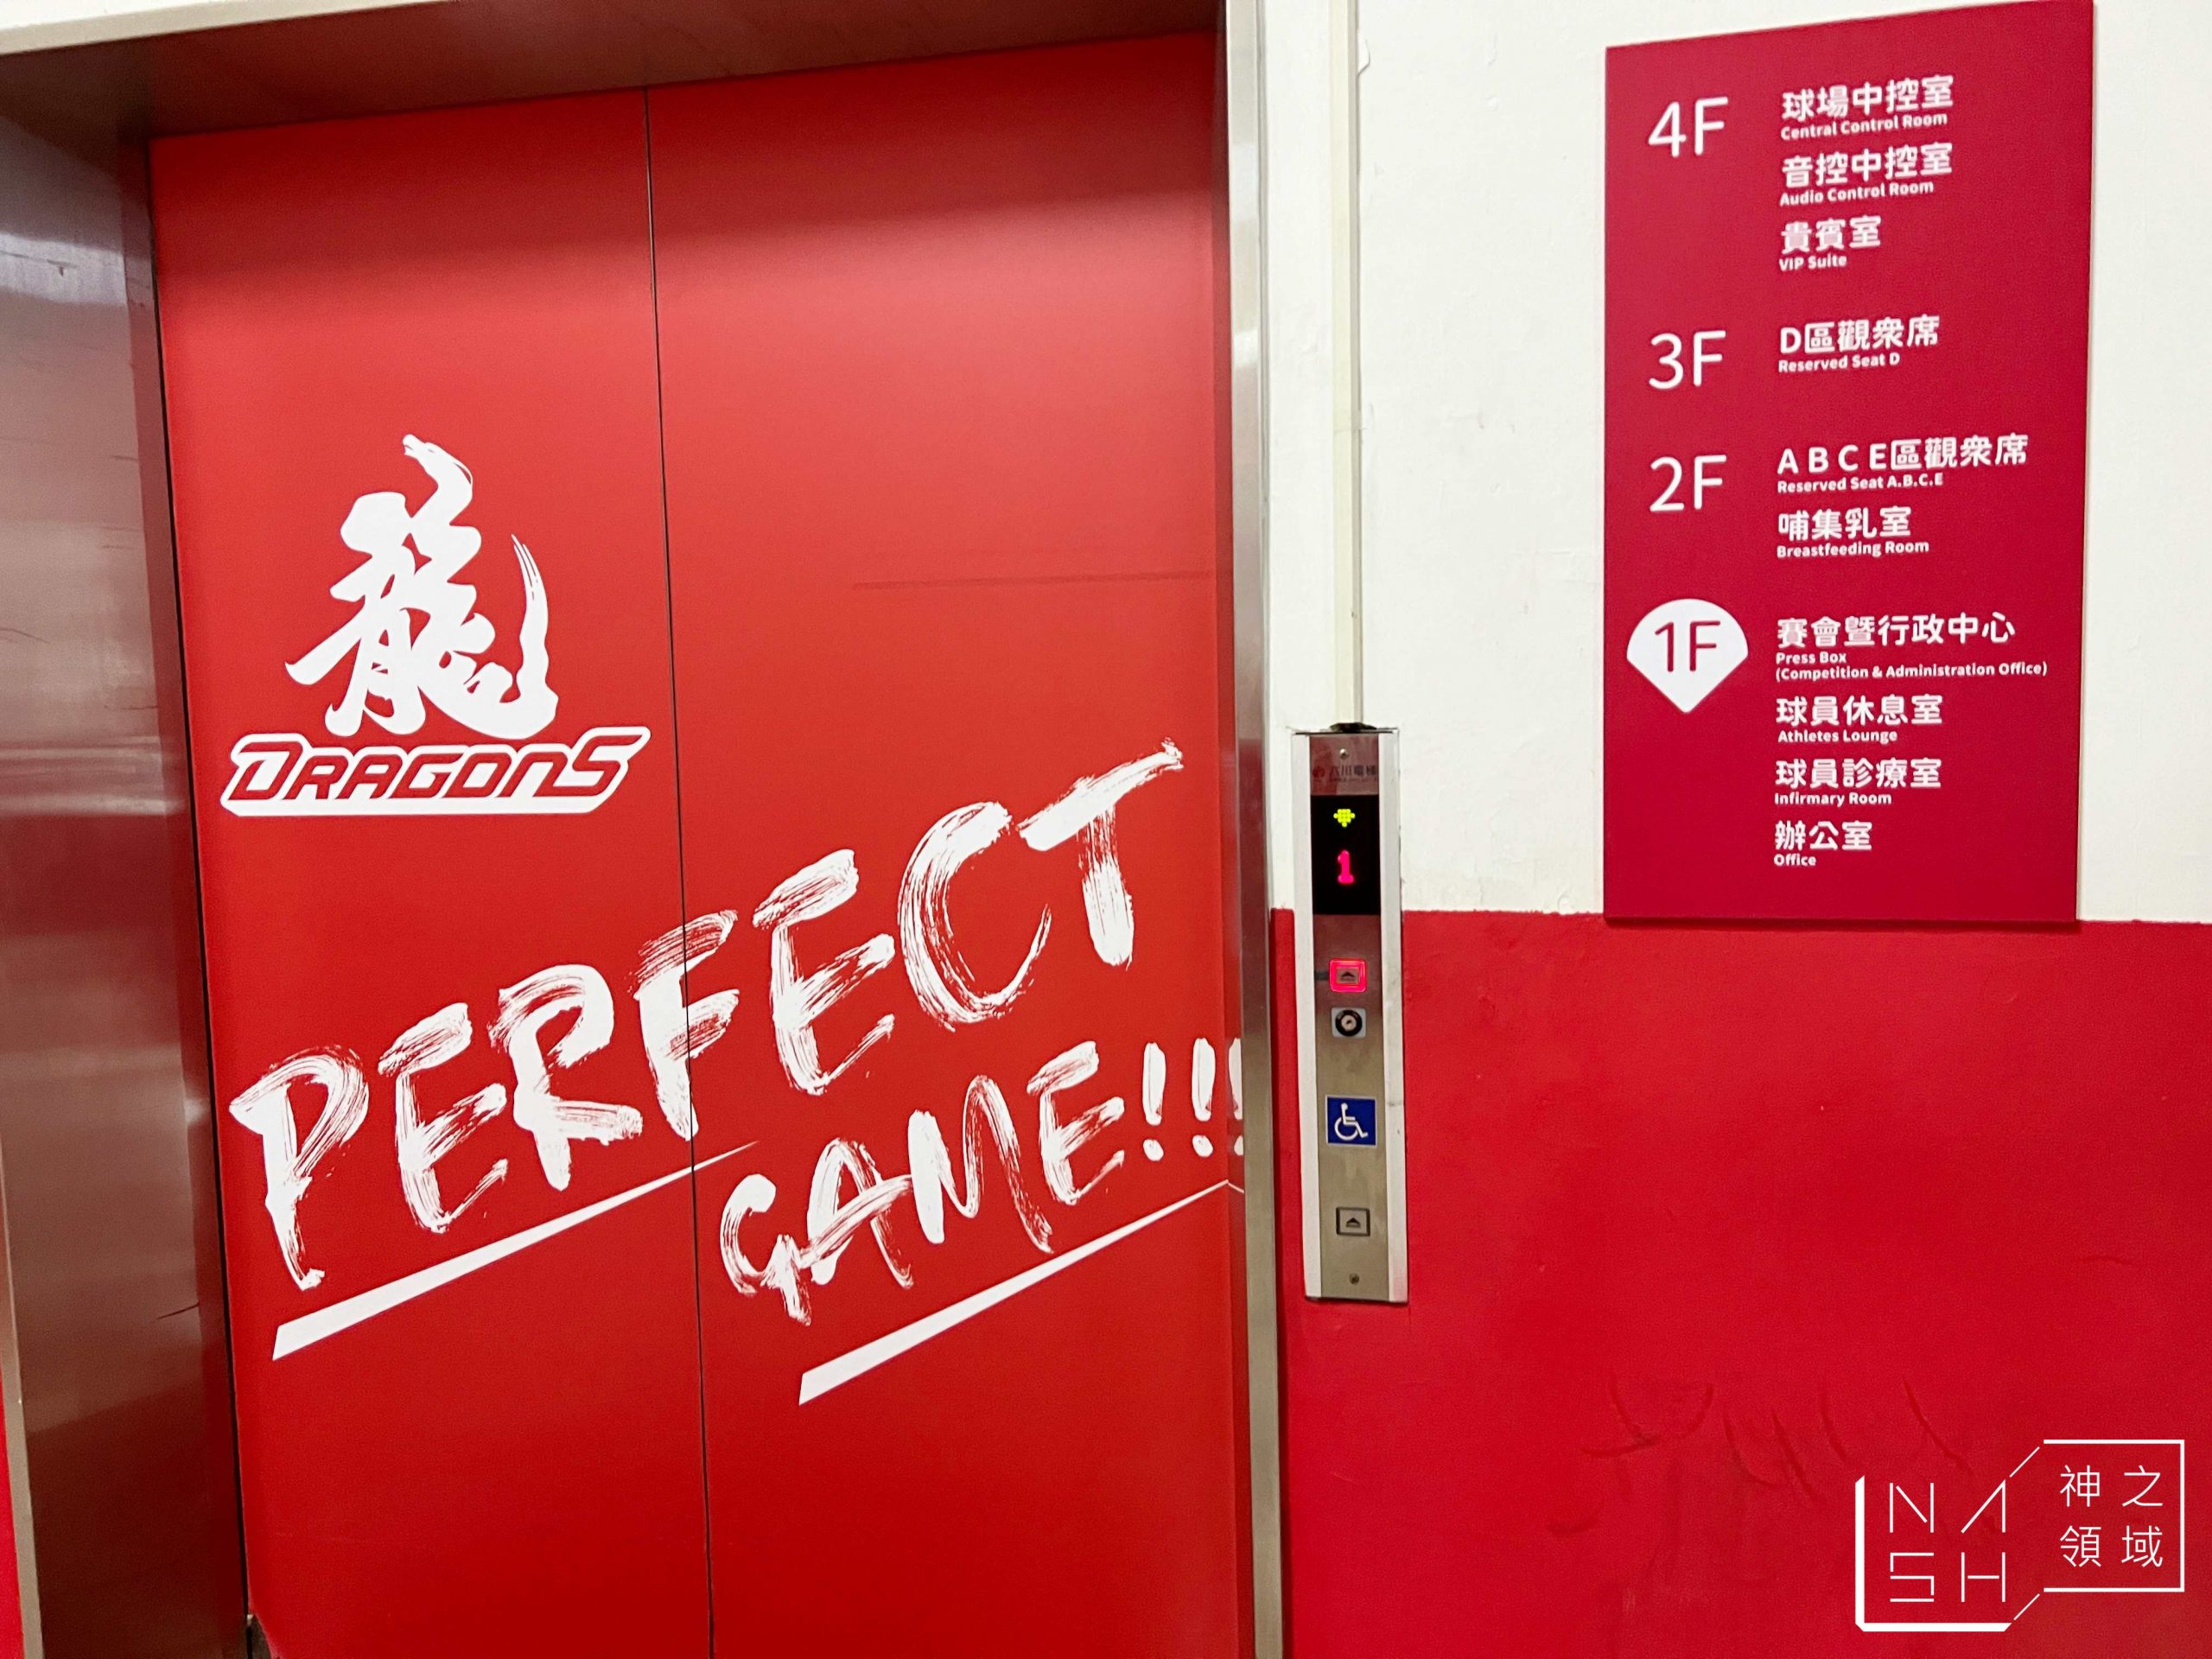 龍
DRAGONS
PERFECT
GAME!!!
4F
球場中控室
Central Control Room
音控中控室
Audio Control Room
貴賓室
VIP Suite
3F
D區觀眾席
Reserved Seat D
2F
A B C E區觀眾席
Reserved Seat A.B.C.E
哺集乳室
Breastfeeding Room
1F
賽會暨行政中心
Press Box
(Competition & Administration Office)
球員休息室
Athletes Lounge
球員診療室
Infirmary Room
辦公室
Office
1
NASH
神之
領域